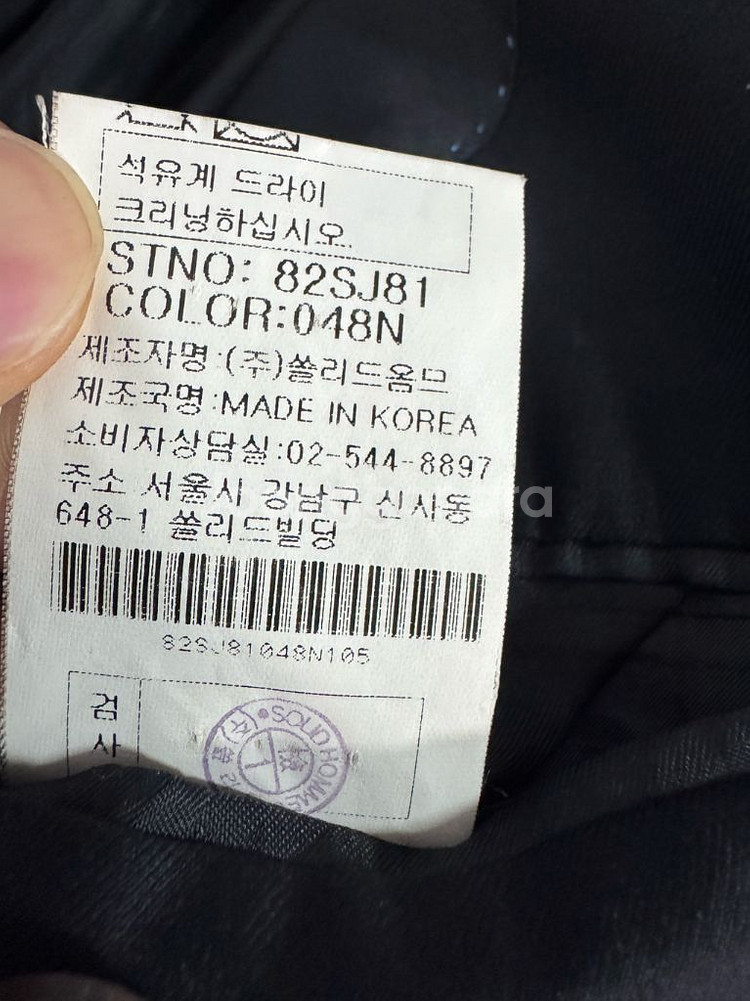 석유계 드라이
크리닝하십시오.
STNO: 82SJ81
COLOR:048N
제조자명:(주)쏠리드옴므
제조국명:MADE IN KOREA
소비자상담실:02-544-8897
주소 서울시 강남구 신사동
648-1 쏠리드빌딩
82SJ81048N105
검
사
SOLID HOMME
(주)쏠리